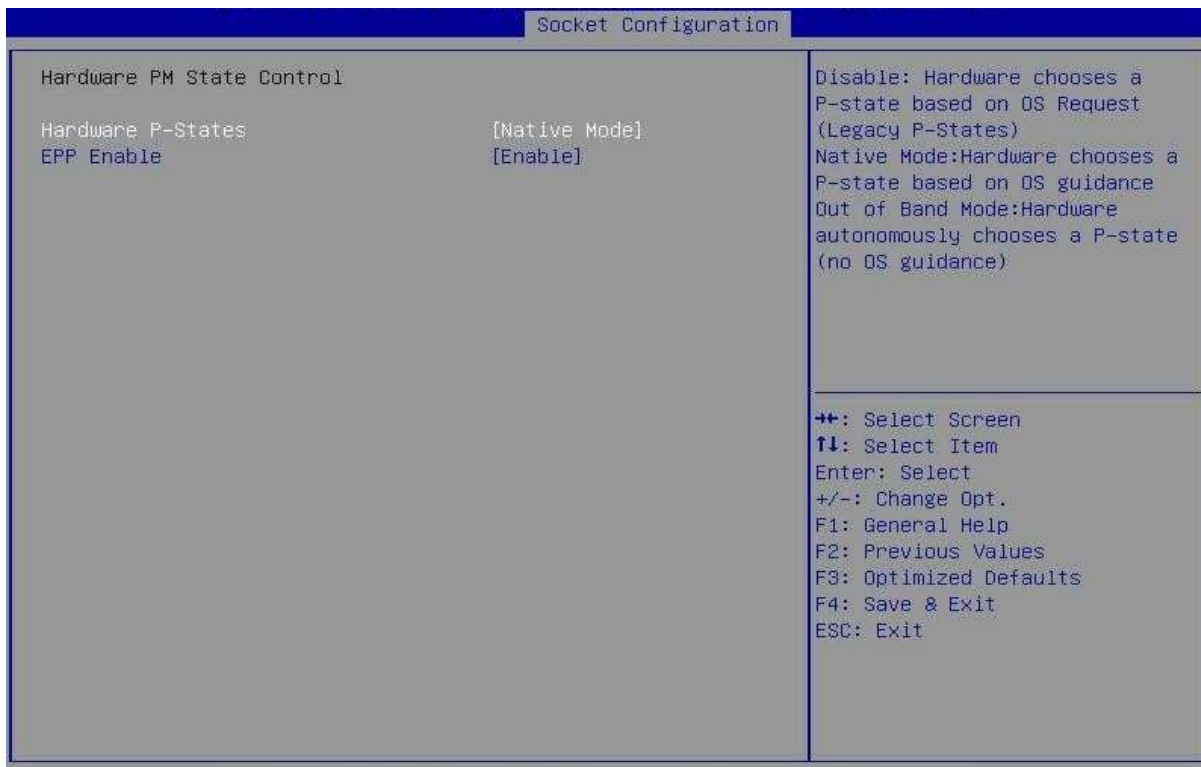 Socket Configuration
Hardware PM State Control
Hardware P-States [Native Mode]
EPP Enable [Enable]
Disable: Hardware chooses a
P-state based on OS Request
(Legacy P-States)
Native Mode:Hardware chooses a
P-state based on OS guidance
Out of Band Mode:Hardware
autonomously chooses a P-state
(no OS guidance)
→←: Select Screen
↑↓: Select Item
Enter: Select
+/-: Change Opt.
F1: General Help
F2: Previous Values
F3: Optimized Defaults
F4: Save & Exit
ESC: Exit